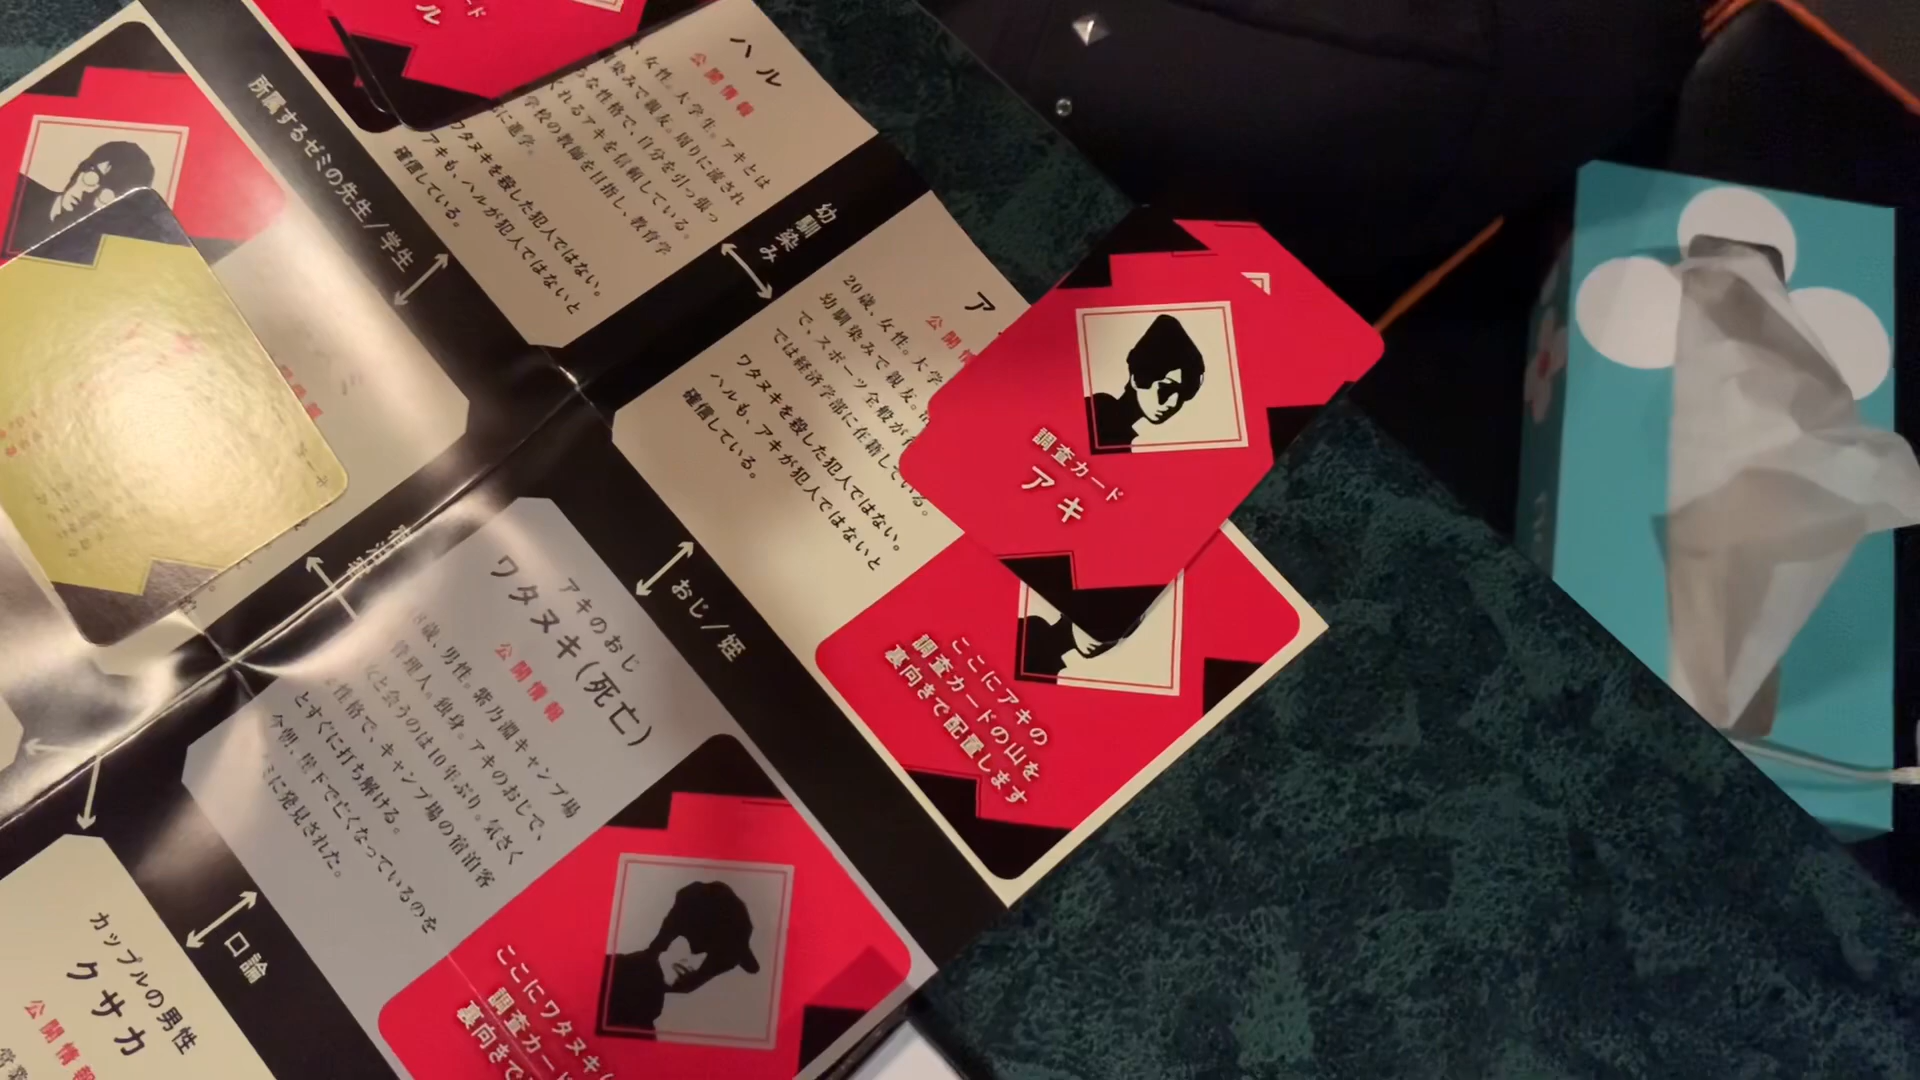 所属するゼミの先生/学生
ル
ハル
公開情報
女性。大学生。アキとは
馴染みで親友。周りに流され
な性格で、自分を引っ張っ
くれるアキを信頼している。
学校の教師を目指し、教育学
に進学。
ワタヌキを殺した犯人ではない。
アキも、ハルが犯人ではないと
確信している。
幼馴染み
ア
公開情
20歳、女性。大学
幼馴染みで親友。
で、スポーツ全般が
では経済学部に在籍している。
ワタヌキを殺した犯人ではない。
ハルも、アキが犯人ではないと
確信している。
調査カード
アキ
ここにアキの
調査カードの山を
裏向きで配置します
おじ/姪
アキのおじ
ワタヌキ(死亡)
公開情報
歳、男性。紫乃淵キャンプ場
管理人。独身。アキのおじで、
と会うのは10年ぶり。気さく
性格で、キャンプ場の宿泊客
とすぐに打ち解ける。
今朝、崖下で亡くなっているのを
に発見された。
ここにワタヌキ
調査カード
裏向きで
口論
カップルの男性
クサカ
公開情報
営業